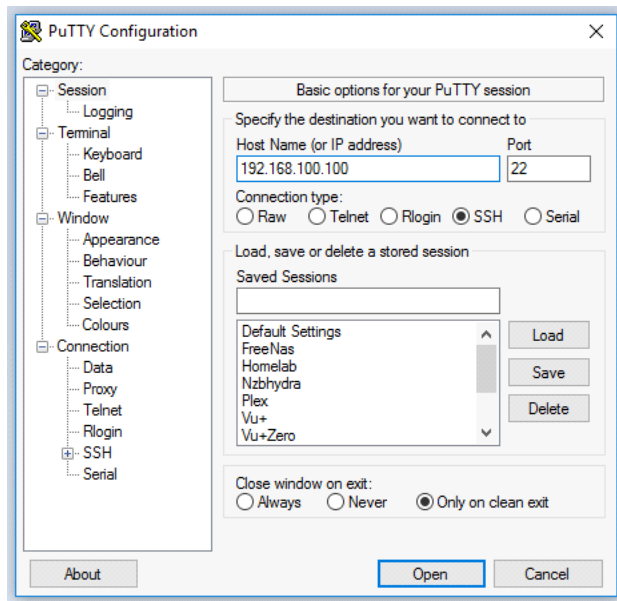 PuTTY Configuration
Category:
Session
Logging
Terminal
Keyboard
Bell
Features
Window
Appearance
Behaviour
Translation
Selection
Colours
Connection
Data
Proxy
Telnet
Rlogin
SSH
Serial
Basic options for your PuTTY session
Specify the destination you want to connect to
Host Name (or IP address) Port
192.168.100.100 22
Connection type:
Raw Telnet Rlogin SSH Serial
Load, save or delete a stored session
Saved Sessions
Default Settings
FreeNas
Homelab
Nzbhydra
Plex
Vu+
Vu+Zero
Load
Save
Delete
Close window on exit:
Always Never Only on clean exit
About Open Cancel